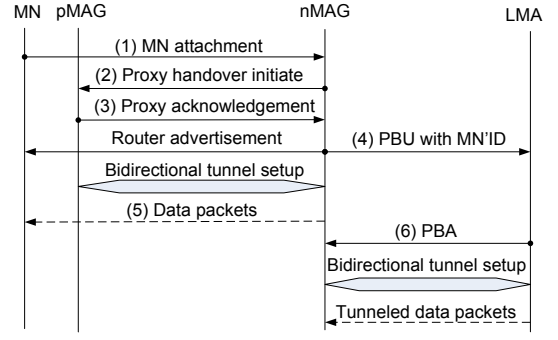 MN pMAG nMAG LMA
(1) MN attachment
(2) Proxy handover initiate
(3) Proxy acknowledgement
Router advertisement (4) PBU with MN'ID
Bidirectional tunnel setup
(5) Data packets
(6) PBA
Bidirectional tunnel setup
Tunneled data packets